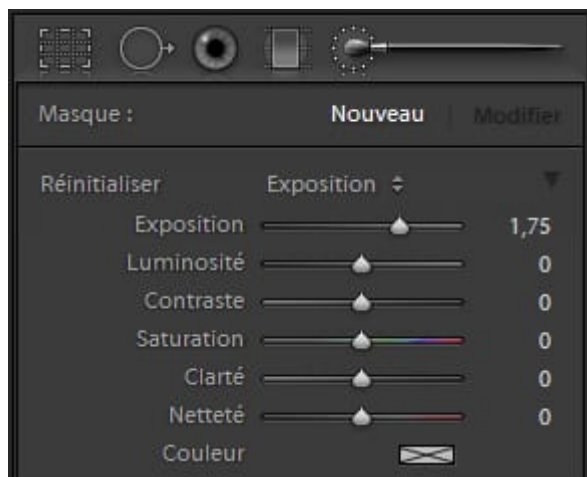 Masque : Nouveau | Modifier
Réinitialiser Exposition
Exposition 1,75
Luminosité 0
Contraste 0
Saturation 0
Clarté 0
Netteté 0
Couleur